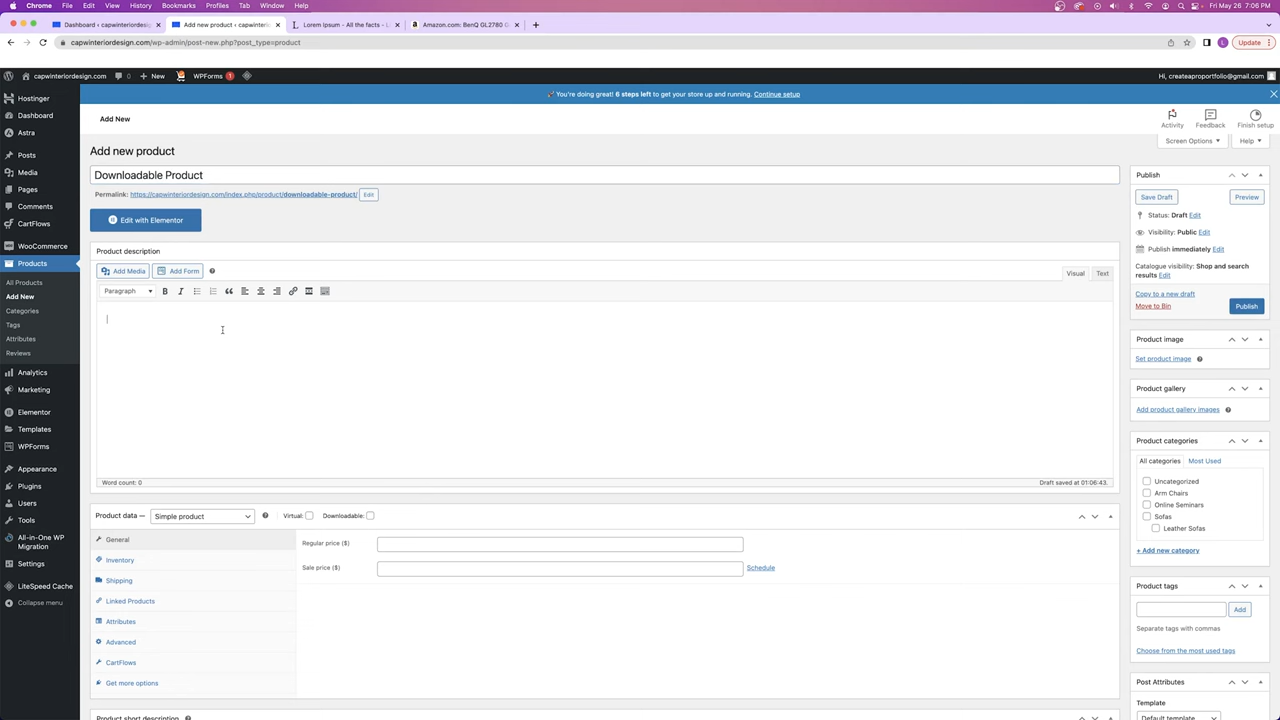 Chrome File Edit View History Bookmarks Profiles Tab Window Help Fri May 26 7:06 PM
Dashboard ‹ capwinteriordesign Add new product ‹ capwinterio Lorem Ipsum - All the facts - L Amazon.com: BenQ GL2780 G
capwinteriordesign.com/wp-admin/post-new.php?post_type=product L Update
capwinteriordesign.com 0 + New WPForms 1 Hi, createaproportfolio@gmail.com
Hostinger
Dashboard
Astra
Posts
Media
Pages
Comments
CartFlows
WooCommerce
Products
All Products
Add New
Categories
Tags
Attributes
Reviews
Analytics
Marketing
Elementor
Templates
WPForms
Appearance
Plugins
Users
Tools
All-in-One WP
Migration
Settings
LiteSpeed Cache
Collapse menu
You're doing great! 6 steps left to get your store up and running. Continue setup
Add New
Activity Feedback Finish setup
Screen Options Help
Add new product
Downloadable Product
Permalink: https://capwinteriordesign.com/index.php/product/downloadable-product/ Edit
Edit with Elementor
Product description
Add Media Add Form
Visual Text
Paragraph B I
Word count: 0 Draft saved at 01:06:43.
Product data — Simple product Virtual: Downloadable:
General
Inventory
Shipping
Linked Products
Attributes
Advanced
CartFlows
Get more options
Regular price ($)
Sale price ($) Schedule
Product short description
Publish
Save Draft Preview
Status: Draft Edit
Visibility: Public Edit
Publish immediately Edit
Catalogue visibility: Shop and search
results Edit
Copy to a new draft
Move to Bin Publish
Product image
Set product image
Product gallery
Add product gallery images
Product categories
All categories Most Used
Uncategorized
Arm Chairs
Online Seminars
Sofas
Leather Sofas
+ Add new category
Product tags
Add
Separate tags with commas
Choose from the most used tags
Post Attributes
Template
Default template